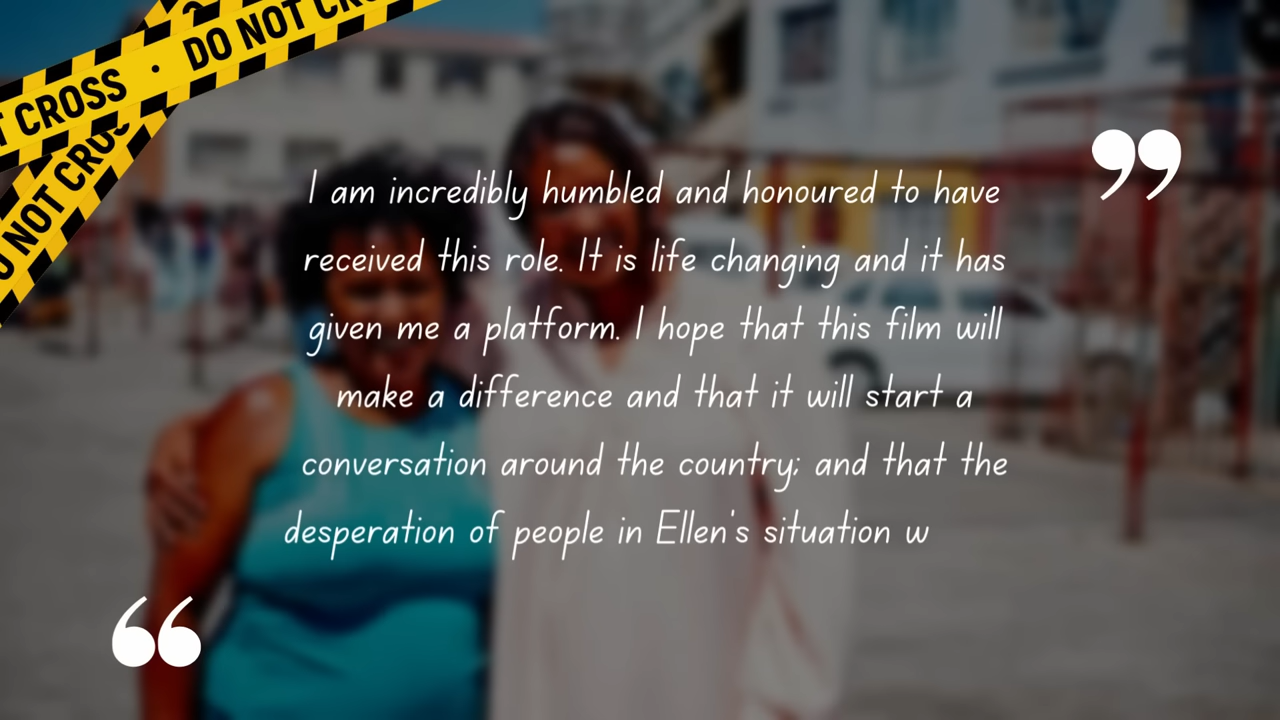 DO NOT CRO
T CROSS ·
O NOT CRO
”
I am incredibly humbled and honoured to have
received this role. It is life changing and it has
given me a platform. I hope that this film will
make a difference and that it will start a
conversation around the country; and that the
desperation of people in Ellen's situation w
“